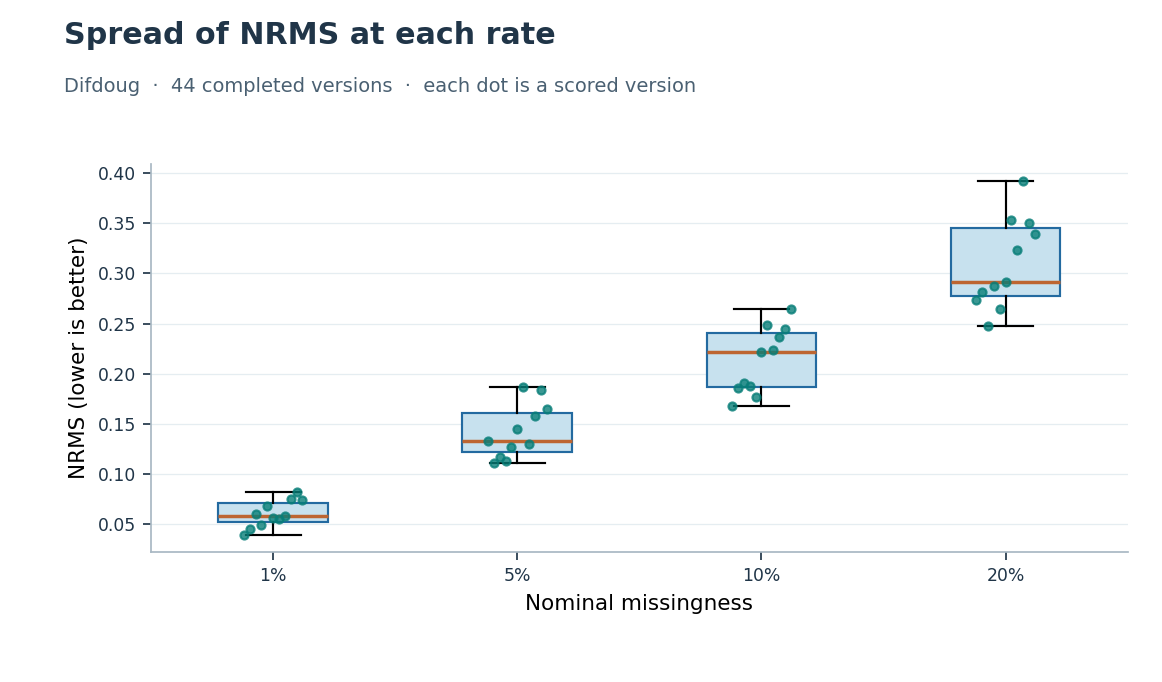 Spread of NRMS at each rate
Difdoug · 44 completed versions · each dot is a scored version
NRMS (lower is better)
0.40
0.35
0.30
0.25
0.20
0.15
0.10
0.05
1% 5% 10% 20%
Nominal missingness